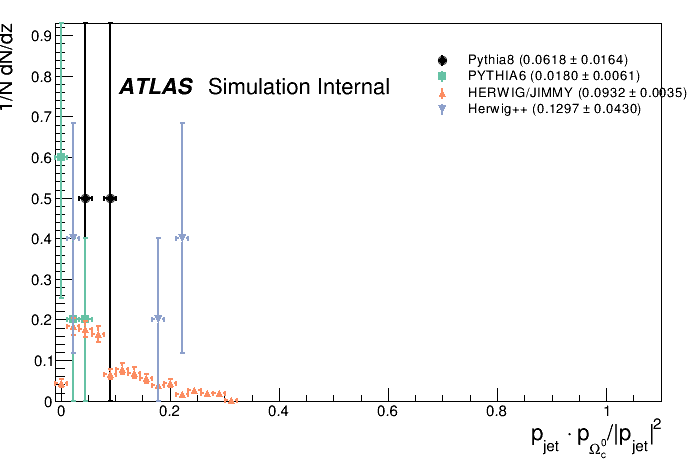 1/N dN/dz
0.9
0.8
0.7
0.6
0.5
0.4
0.3
0.2
0.1
0
ATLAS Simulation Internal
Pythia8 (0.0618 ± 0.0164)
PYTHIA6 (0.0180 ± 0.0061)
HERWIG/JIMMY (0.0932 ± 0.0035)
Herwig++ (0.1297 ± 0.0430)
0 0.2 0.4 0.6 0.8 1
p_jet · p_Ω_c^0/|p_jet|^2